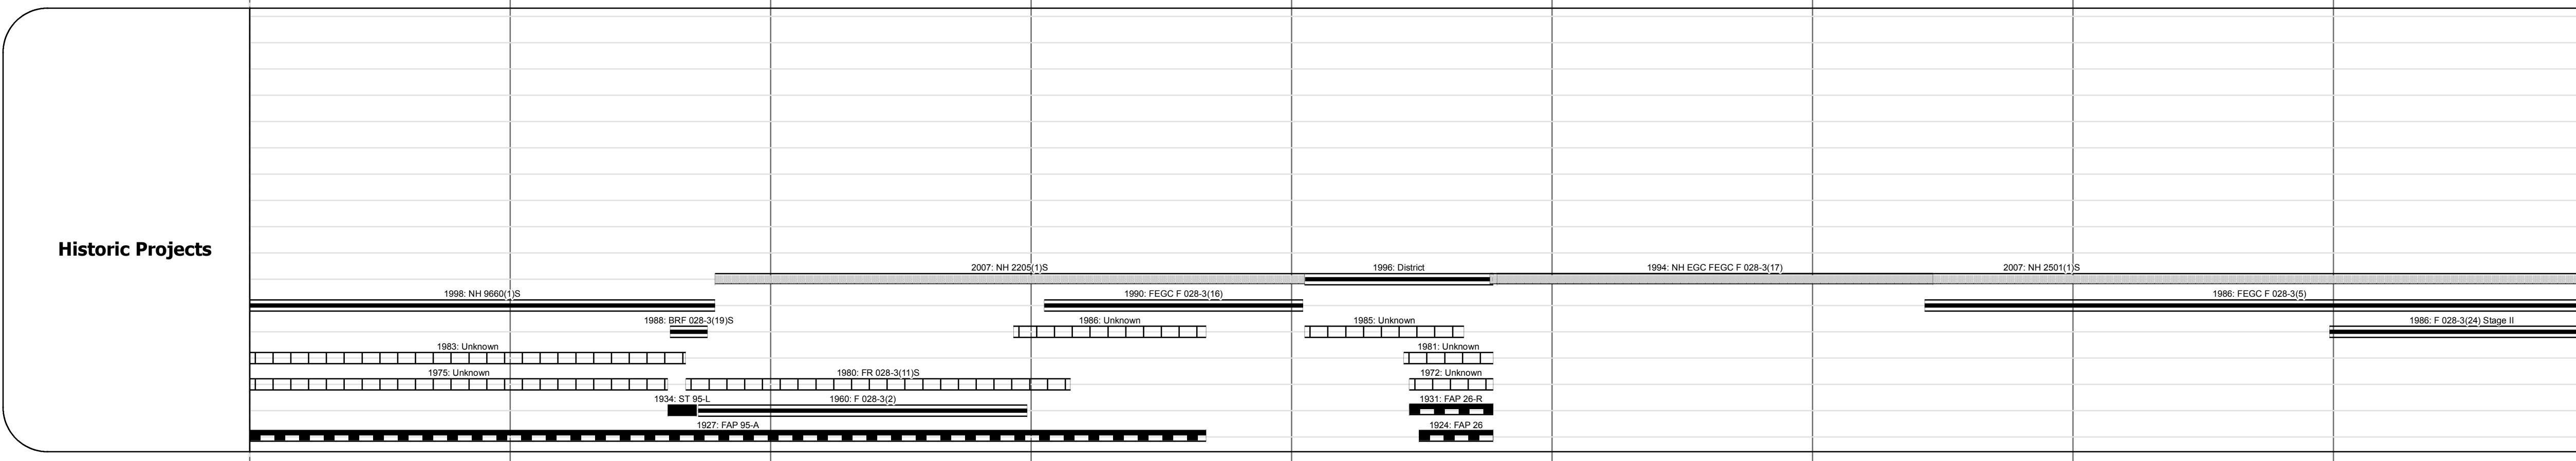 Historic Projects
2007: NH 2205(1)S
1996: District
1994: NH EGC FEGC F 028-3(17)
2007: NH 2501(1)S
1998: NH 9660(1)S
1990: FEGC F 028-3(16)
1986: FEGC F 028-3(5)
1988: BRF 028-3(19)S
1986: Unknown
1985: Unknown
1986: F 028-3(24) Stage II
1983: Unknown
1981: Unknown
1975: Unknown
1980: FR 028-3(11)S
1972: Unknown
1934: ST 95-L
1960: F 028-3(2)
1931: FAP 26-R
1927: FAP 95-A
1924: FAP 26